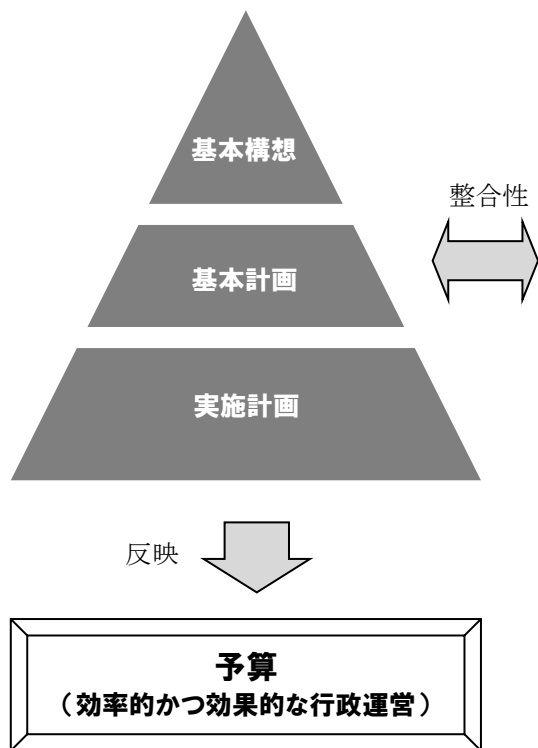 基本構想
整合性
基本計画
実施計画
反映
予算
（効率的かつ効果的な行政運営）